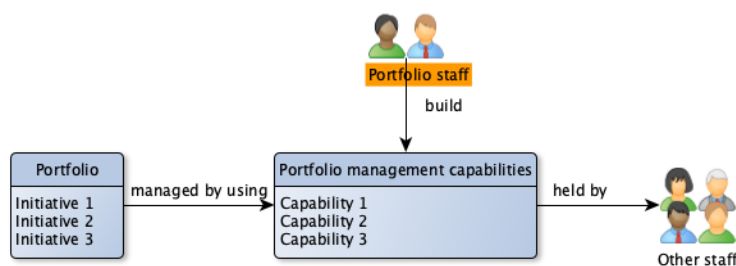 Portfolio staff
build
Portfolio
Initiative 1
Initiative 2
Initiative 3
managed by using
Portfolio management capabilities
Capability 1
Capability 2
Capability 3
held by
Other staff